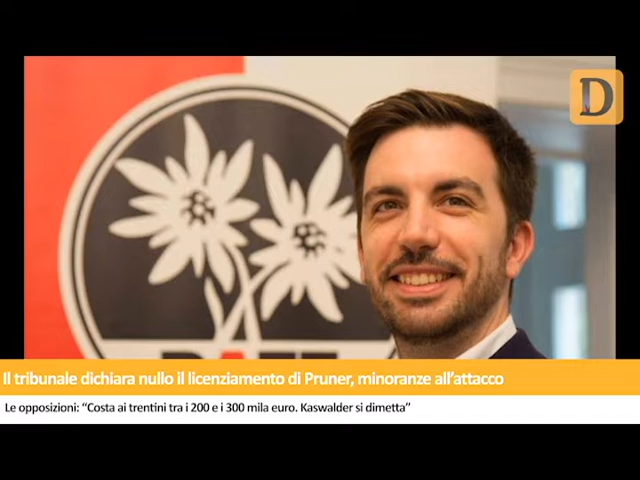 D
Il tribunale dichiara nullo il licenziamento di Pruner, minoranze all'attacco
Le opposizioni: “Costa ai trentini tra i 200 e i 300 mila euro. Kaswalder si dimetta”